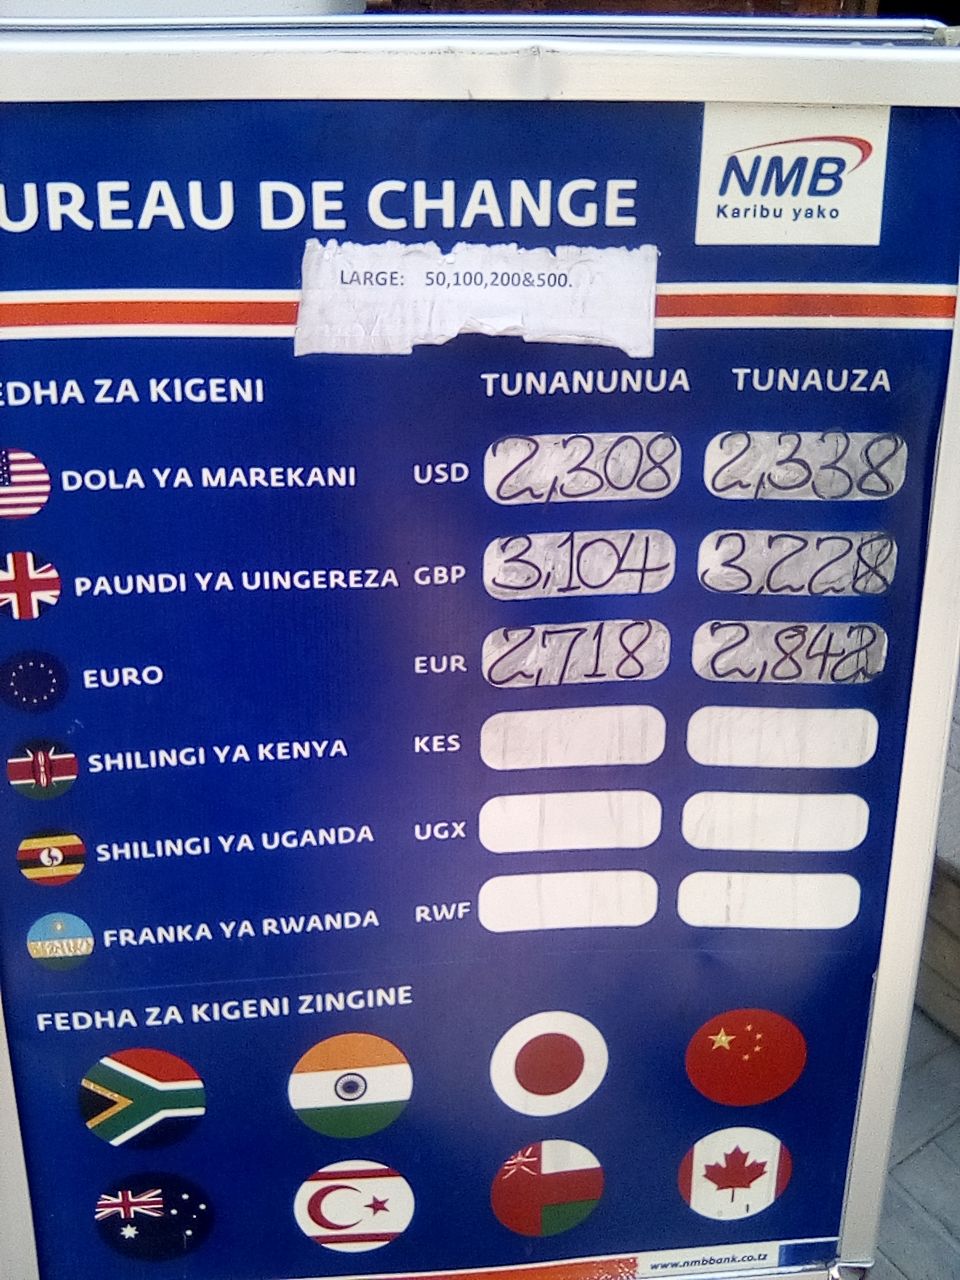 UREAU DE CHANGE
NMB
Karibu yako
LARGE: 50,100,200&500.
EDHA ZA KIGENI TUNANUNUA TUNAUZA
DOLA YA MAREKANI USD 2,308 2,338
PAUNDI YA UINGEREZA GBP 3,104 3,228
EURO EUR 2,718 2,842
SHILINGI YA KENYA KES
SHILINGI YA UGANDA UGX
FRANKA YA RWANDA RWF
FEDHA ZA KIGENI ZINGINE
www.nmbbank.co.tz